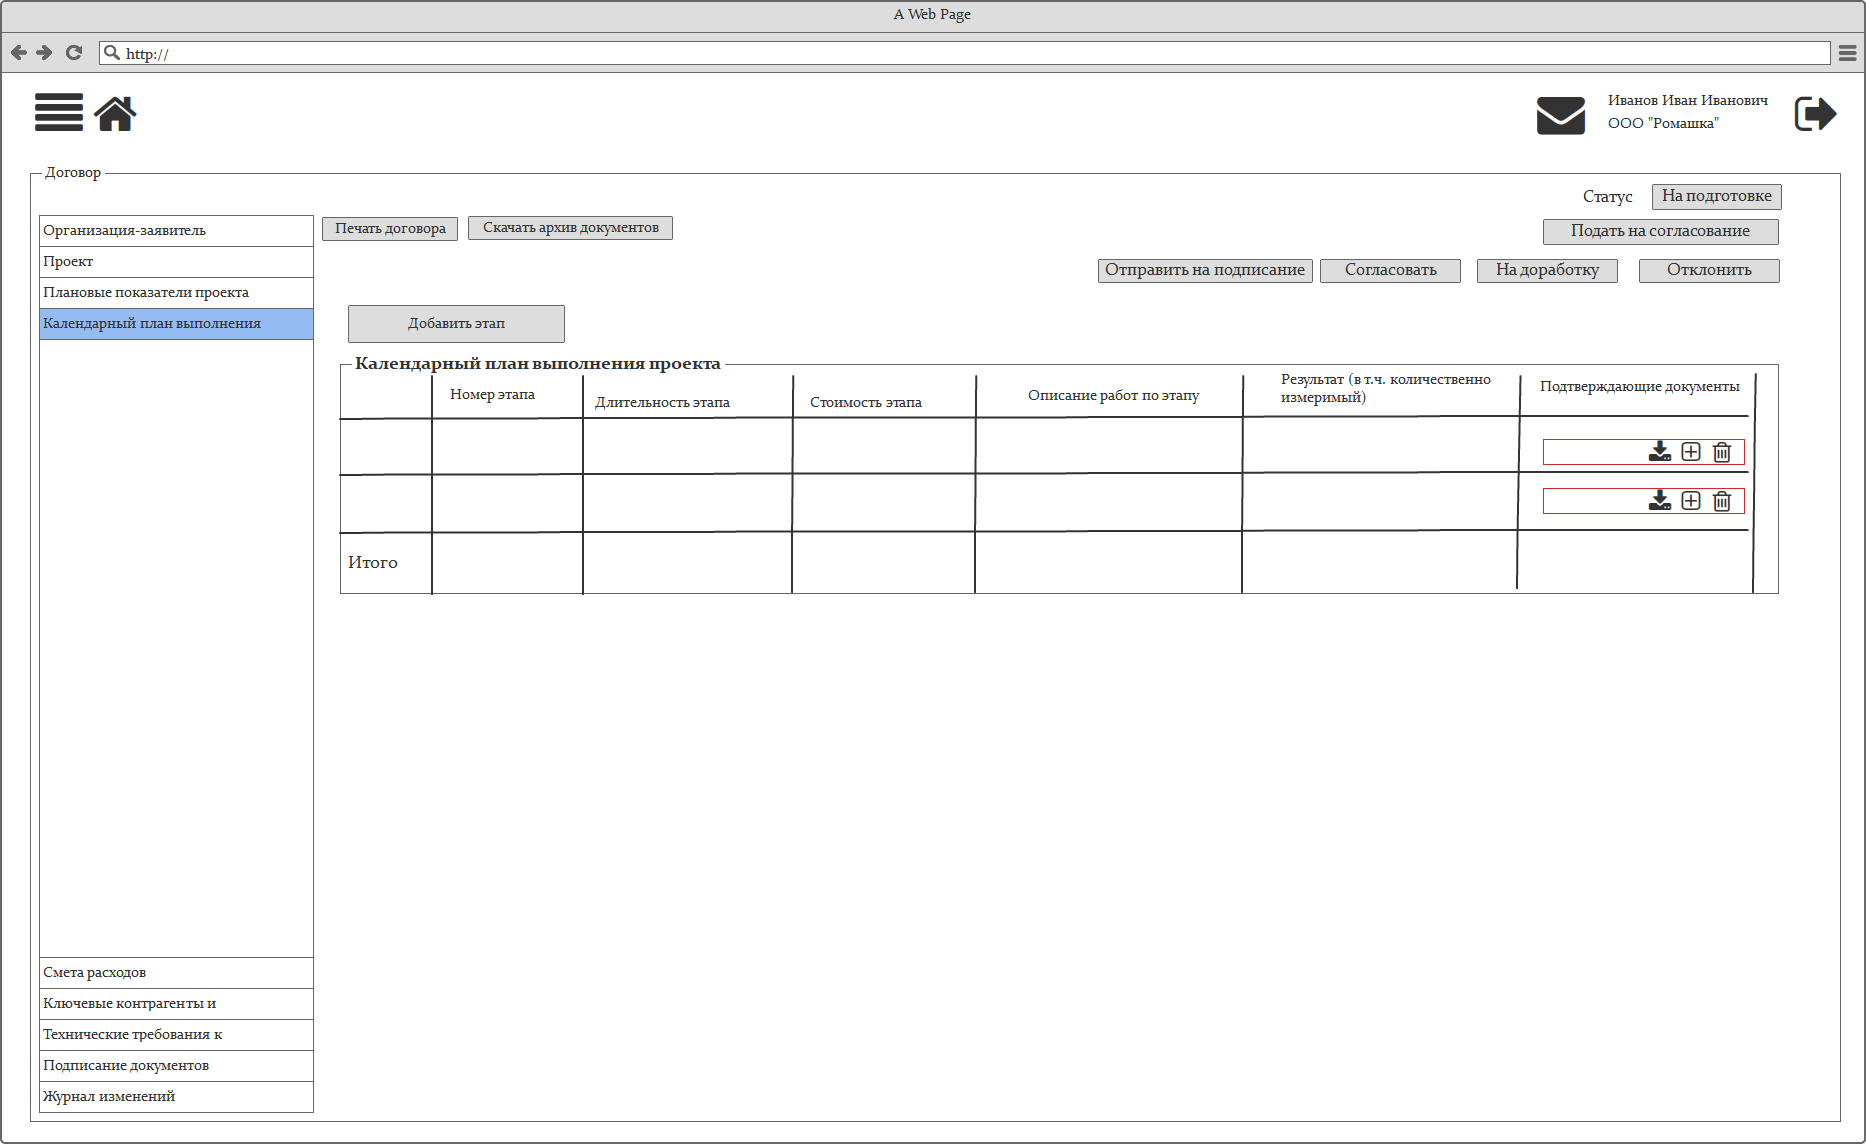 A Web Page
http://
Иванов Иван Иванович
ООО "Ромашка"
Договор
Статус
На подготовке
Организация-заявитель
Проект
Плановые показатели проекта
Календарный план выполнения
Печать договора
Скачать архив документов
Подать на согласование
Отправить на подписание
Согласовать
На доработку
Отклонить
Добавить этап
Календарный план выполнения проекта
Номер этапа
Длительность этапа
Стоимость этапа
Описание работ по этапу
Результат (в т.ч. количественно
измеримый)
Подтверждающие документы
Итого
Смета расходов
Ключевые контрагенты и
Технические требования к
Подписание документов
Журнал изменений